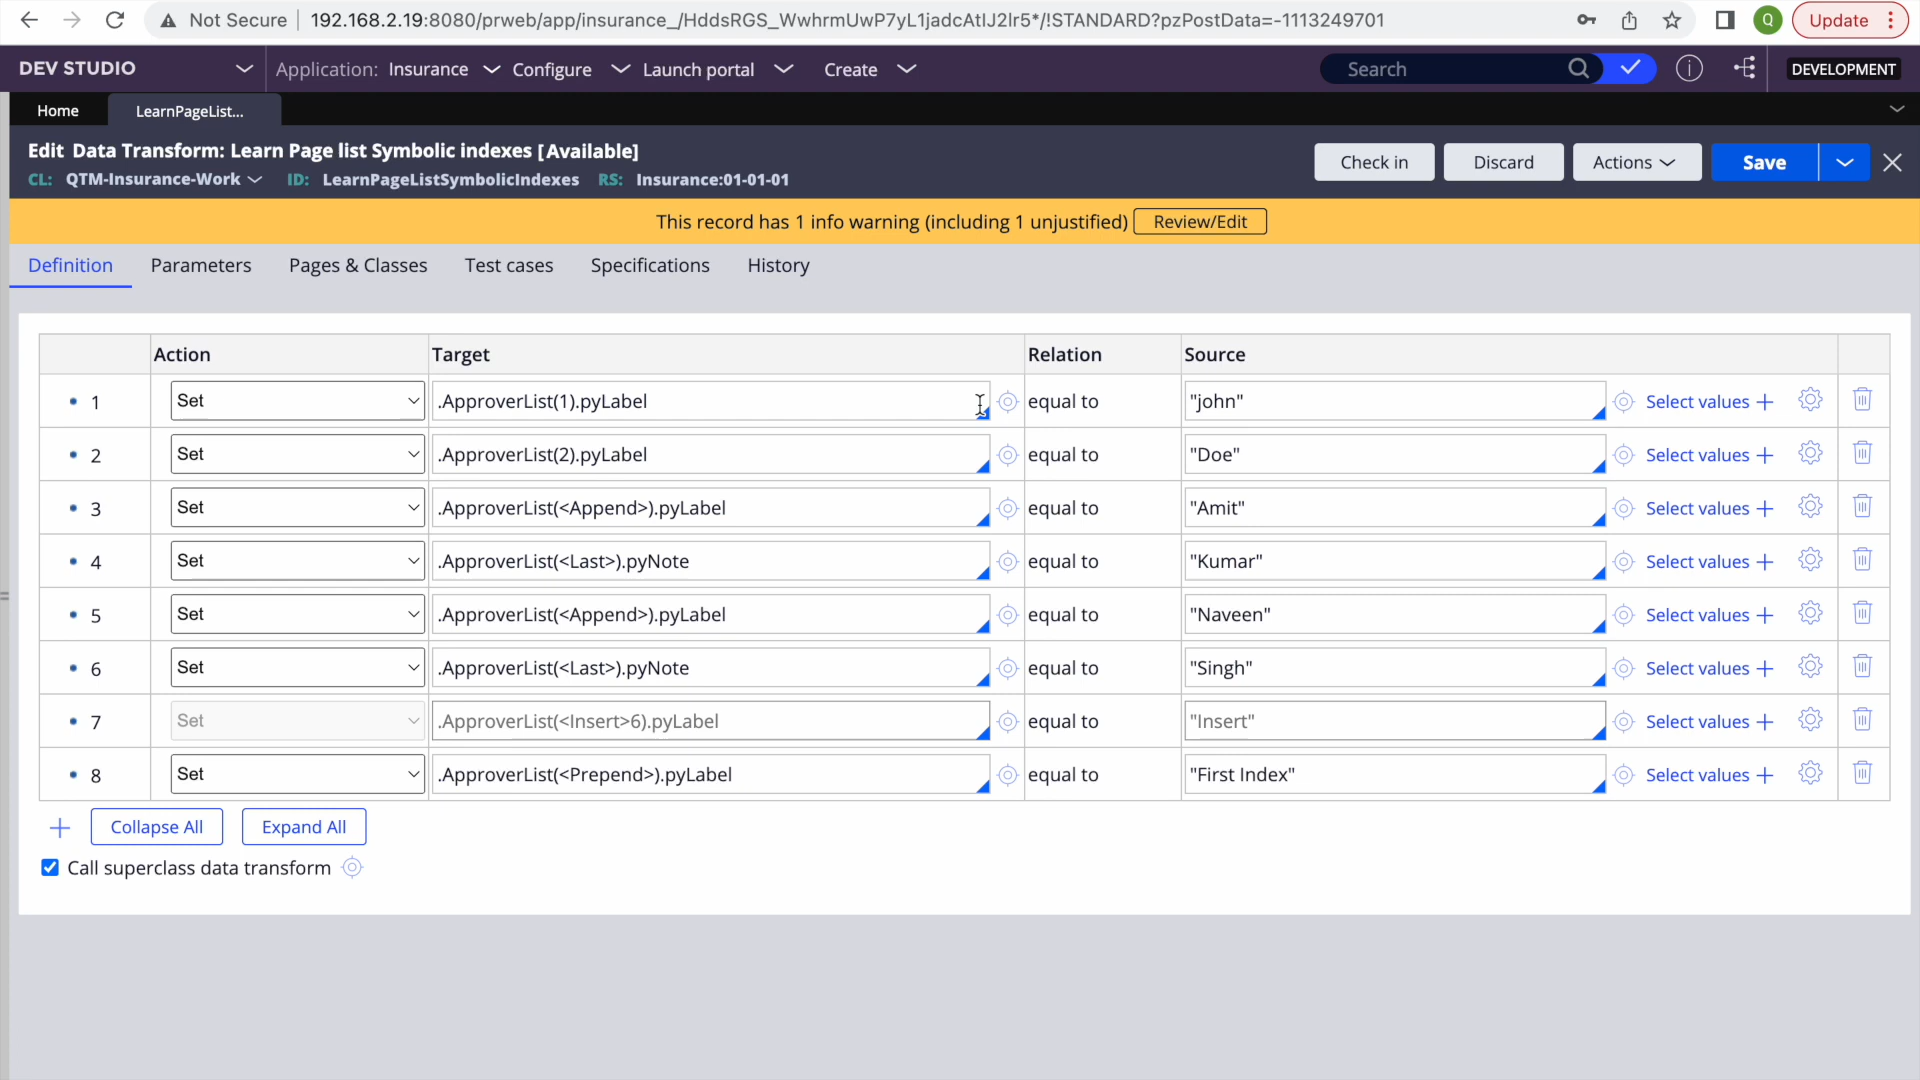 Not Secure 192.168.2.19:8080/prweb/app/insurance_/HddsRGS_WwhrmUwP7yL1jadcAtIJ2Ir5*/!STANDARD?pzPostData=-1113249701 Q Update
DEV STUDIO Application: Insurance Configure Launch portal Create Search DEVELOPMENT
Home LearnPageList...
Edit Data Transform: Learn Page list Symbolic indexes [Available] Check in Discard Actions Save
CL: QTM-Insurance-Work ID: LearnPageListSymbolicIndexes RS: Insurance:01-01-01
This record has 1 info warning (including 1 unjustified) Review/Edit
Definition Parameters Pages & Classes Test cases Specifications History
Action Target Relation Source
1 Set .ApproverList(1).pyLabel equal to "john" Select values
2 Set .ApproverList(2).pyLabel equal to "Doe" Select values
3 Set .ApproverList(<Append>).pyLabel equal to "Amit" Select values
4 Set .ApproverList(<Last>).pyNote equal to "Kumar" Select values
5 Set .ApproverList(<Append>).pyLabel equal to "Naveen" Select values
6 Set .ApproverList(<Last>).pyNote equal to "Singh" Select values
7 Set .ApproverList(<Insert>6).pyLabel equal to "Insert" Select values
8 Set .ApproverList(<Prepend>).pyLabel equal to "First Index" Select values
Collapse All Expand All
Call superclass data transform